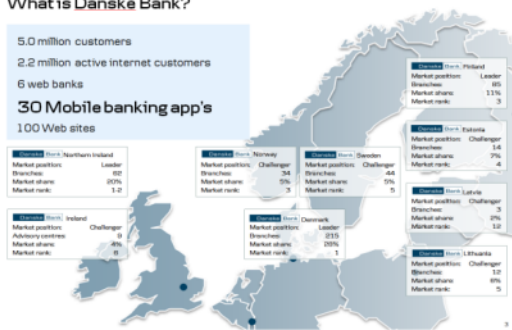 What is Danske Bank?
5.0 million customers
2.2 million active internet customers
6 web banks
30 Mobile banking app's
100 Web sites
Danske Bank Finland
Market position: Leader
Branches: 85
Market share: 11%
Market rank: 3
Danske Bank Estonia
Market position: Challenger
Branches: 14
Market share: 7%
Market rank: 4
Danske Bank Northern Ireland
Market position: Leader
Branches: 62
Market share: 20%
Market rank: 1-2
Danske Bank Norway
Market position: Challenger
Branches: 34
Market share: 5%
Market rank: 3
Danske Bank Sweden
Market position: Challenger
Branches: 44
Market share: 5%
Market rank: 5
Danske Bank Latvia
Market position: Challenger
Branches: 3
Market share: 2%
Market rank: 12
Danske Bank Ireland
Market position: Challenger
Advisory centres: 9
Market share: 4%
Market rank: 6
Danske Bank Denmark
Market position: Leader
Branches: 215
Market share: 26%
Market rank: 1
Danske Bank Lithuania
Market position: Challenger
Branches: 12
Market share: 6%
Market rank: 5
3